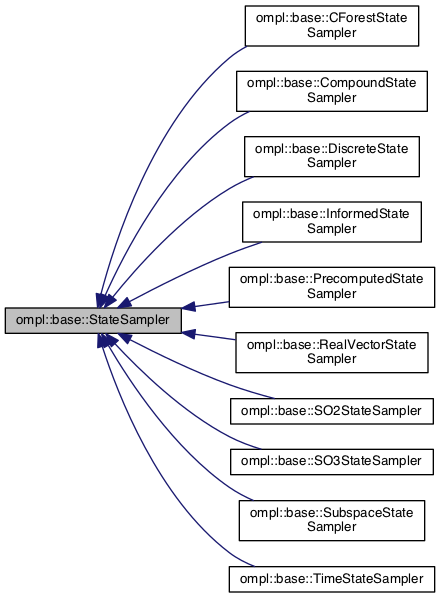 ompl::base::CForestState
Sampler
ompl::base::CompoundState
Sampler
ompl::base::DiscreteState
Sampler
ompl::base::InformedState
Sampler
ompl::base::PrecomputedState
Sampler
ompl::base::StateSampler
ompl::base::RealVectorState
Sampler
ompl::base::SO2StateSampler
ompl::base::SO3StateSampler
ompl::base::SubspaceState
Sampler
ompl::base::TimeStateSampler